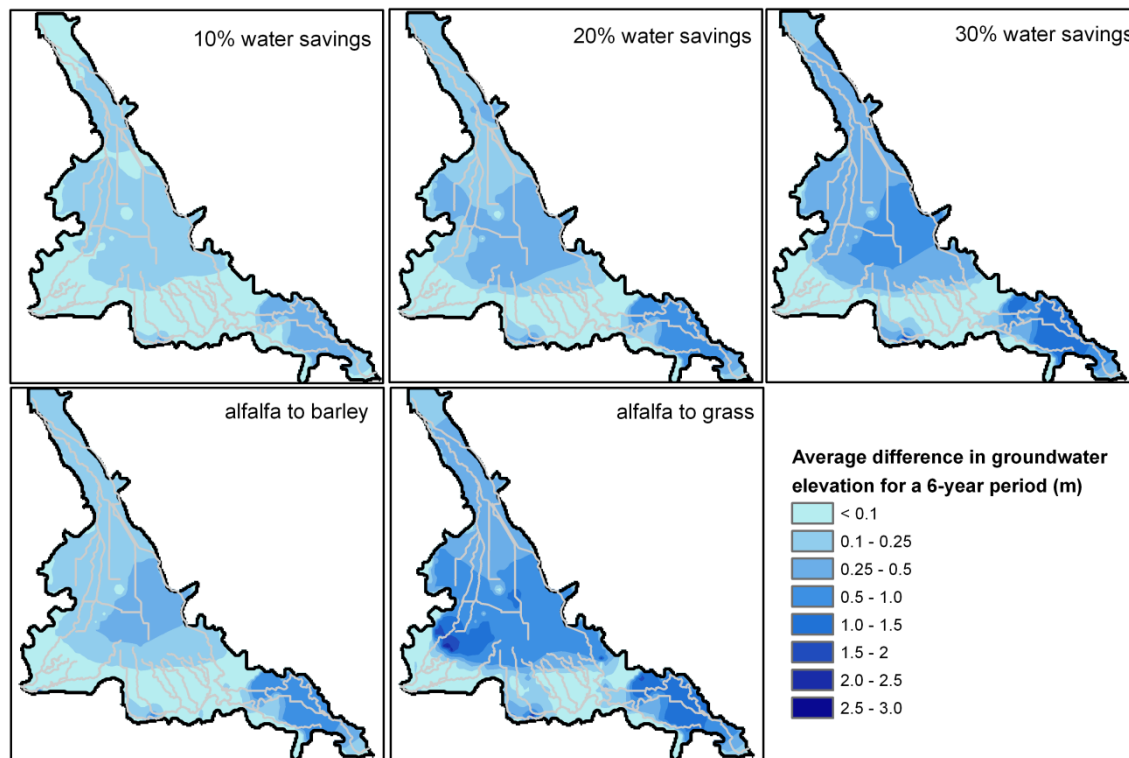 10% water savings
20% water savings
30% water savings
alfalfa to barley
alfalfa to grass
Average difference in groundwater
elevation for a 6-year period (m)
< 0.1
0.1 - 0.25
0.25 - 0.5
0.5 - 1.0
1.0 - 1.5
1.5 - 2
2.0 - 2.5
2.5 - 3.0